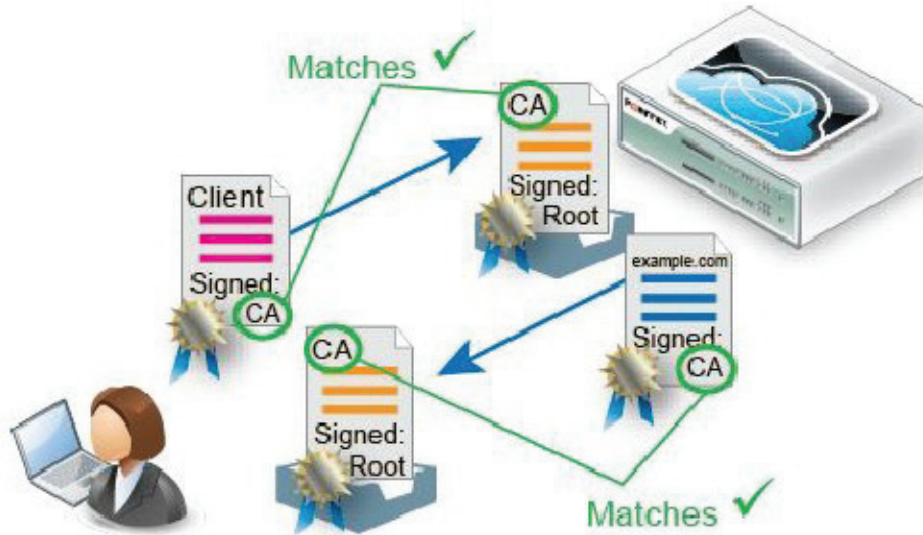 Matches
CA
Signed:
Root
Client
Signed:
CA
example.com
Signed:
CA
CA
Signed:
Root
Matches